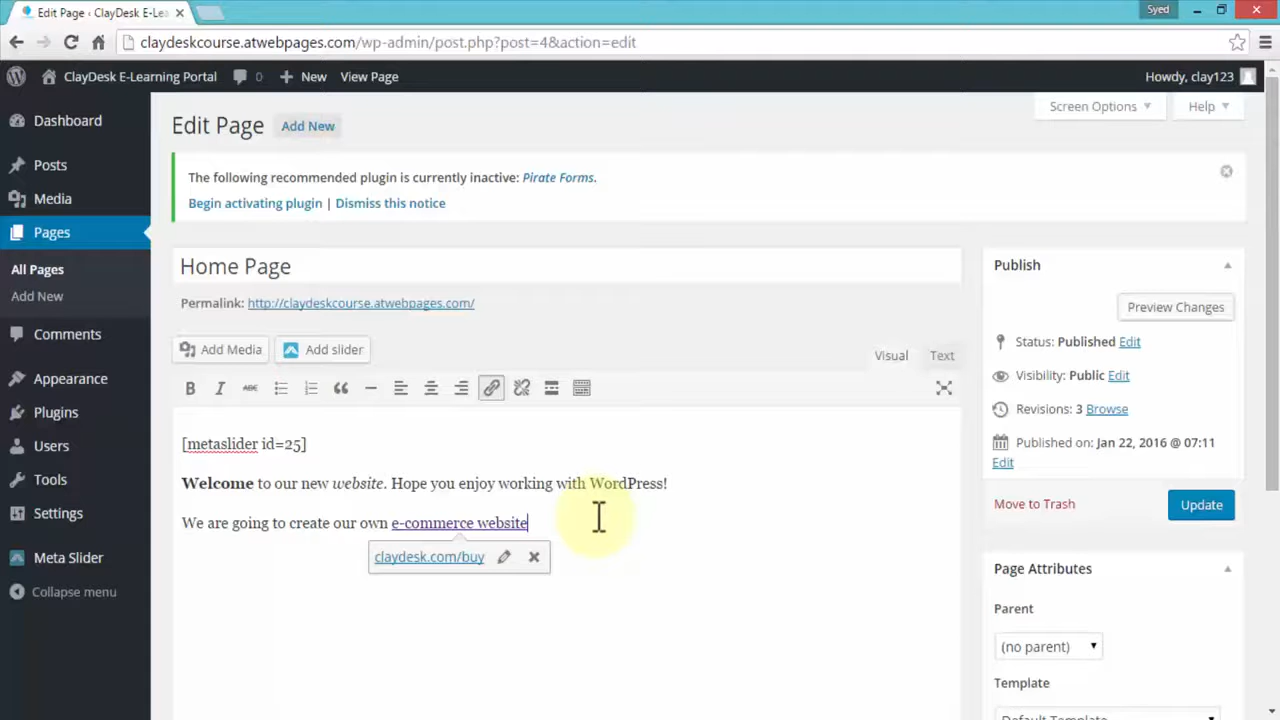 Edit Page ‹ ClayDesk E-Lea
Syed
claydeskcourse.atwebpages.com/wp-admin/post.php?post=4&action=edit
ClayDesk E-Learning Portal 0 New View Page Howdy, clay123
Screen Options Help
Edit Page Add New
Dashboard
Posts
Media
Pages
All Pages
Add New
Comments
Appearance
Plugins
Users
Tools
Settings
Meta Slider
Collapse menu
The following recommended plugin is currently inactive: Pirate Forms.
Begin activating plugin | Dismiss this notice
Home Page
Permalink: http://claydeskcourse.atwebpages.com/
Add Media Add slider
Visual Text
B I ABC
[metaslider id=25]
Welcome to our new website. Hope you enjoy working with WordPress!
We are going to create our own e-commerce website
claydesk.com/buy
Publish
Preview Changes
Status: Published Edit
Visibility: Public Edit
Revisions: 3 Browse
Published on: Jan 22, 2016 @ 07:11
Edit
Move to Trash Update
Page Attributes
Parent
(no parent)
Template
Default Template